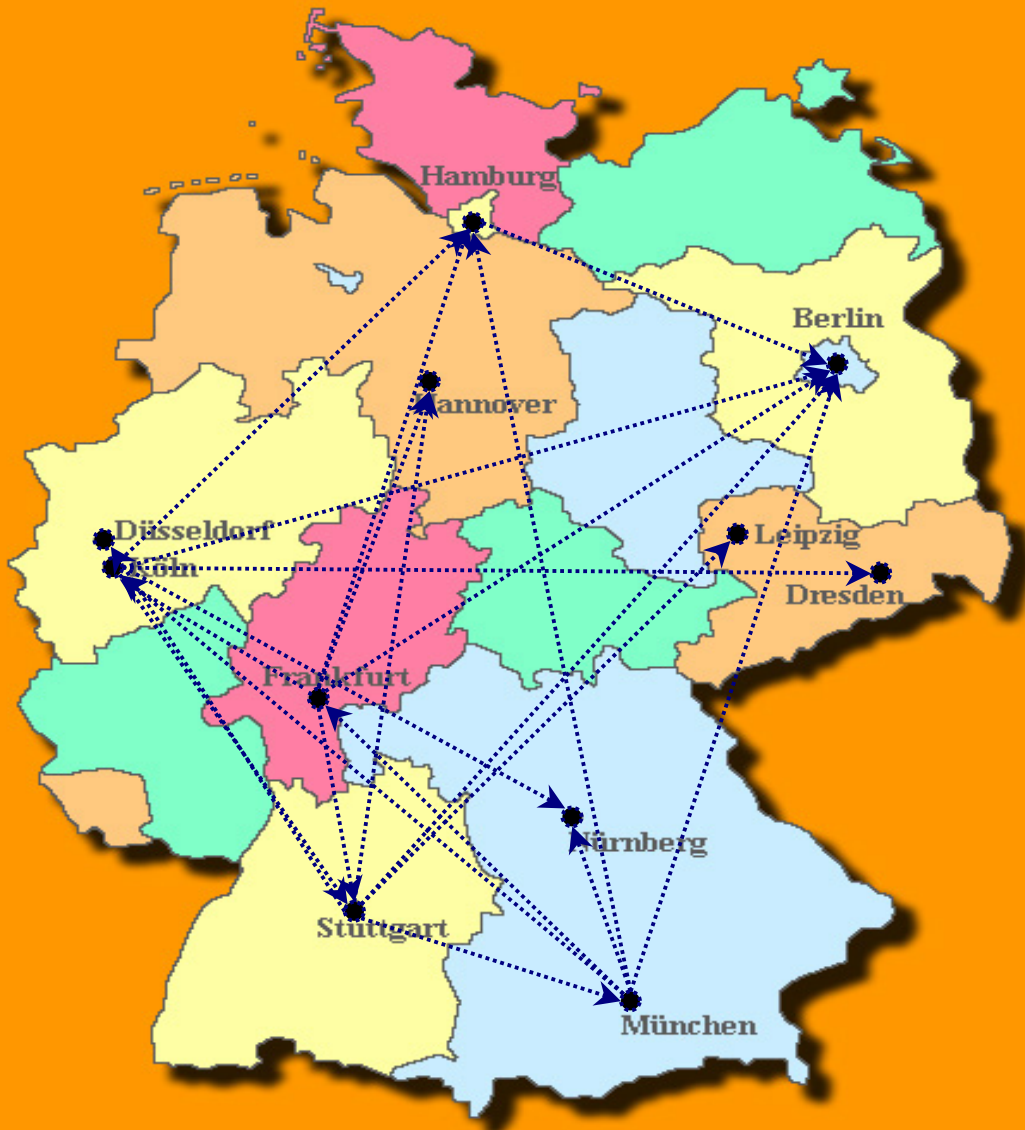 Hamburg
Berlin
Hannover
Düsseldorf
Leipzig
Köln
Dresden
Frankfurt
Nürnberg
Stuttgart
München